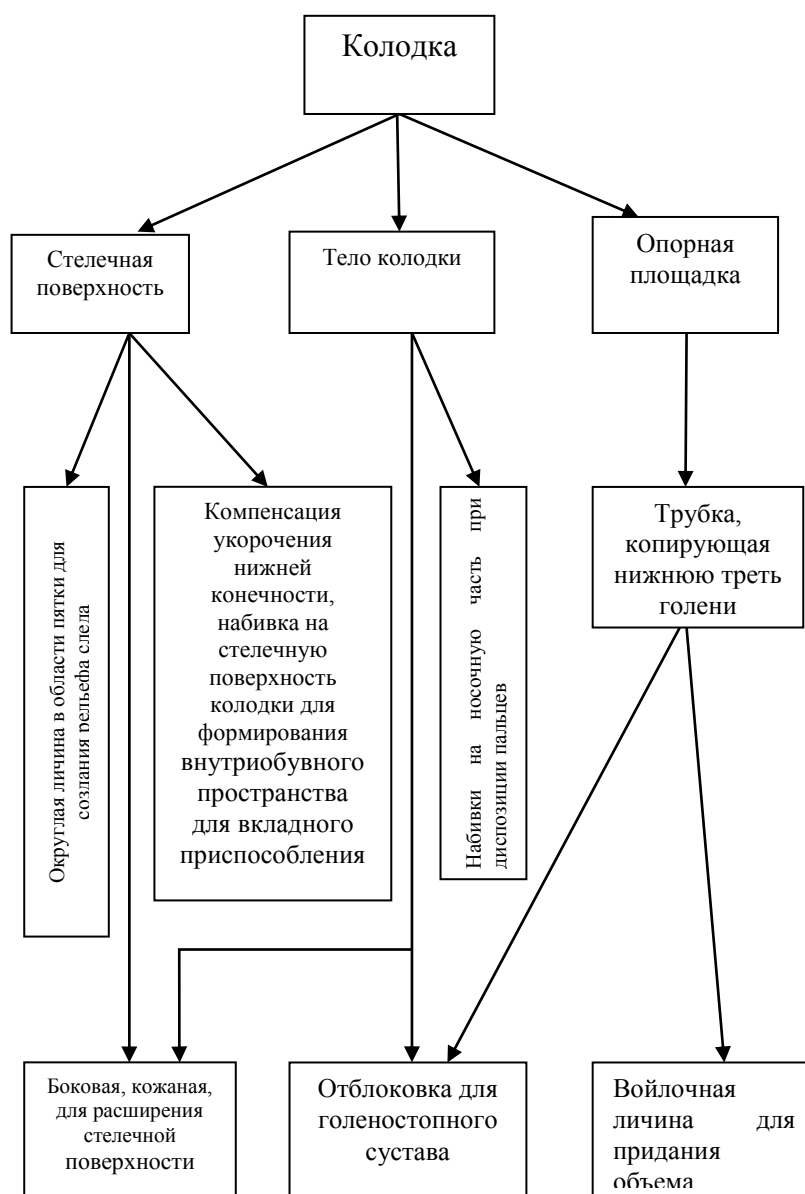 Колодка
Стелечная
поверхность
Тело колодки
Опорная
площадка
Округлая личина в области пятки для
создания рельефа следа
Компенсация
укорочения
нижней
конечности,
набивка на
стелечную
поверхность
колодки для
формирования
внутриобувного
пространства
для вкладного
приспособления
Набивки на носочную часть при
диспозиции пальцев
Трубка,
копирующая
нижнюю треть
голени
Боковая, кожаная,
для расширения
стелечной
поверхности
Отблоковка для
голеностопного
сустава
Войлочная
личина для
придания
объема